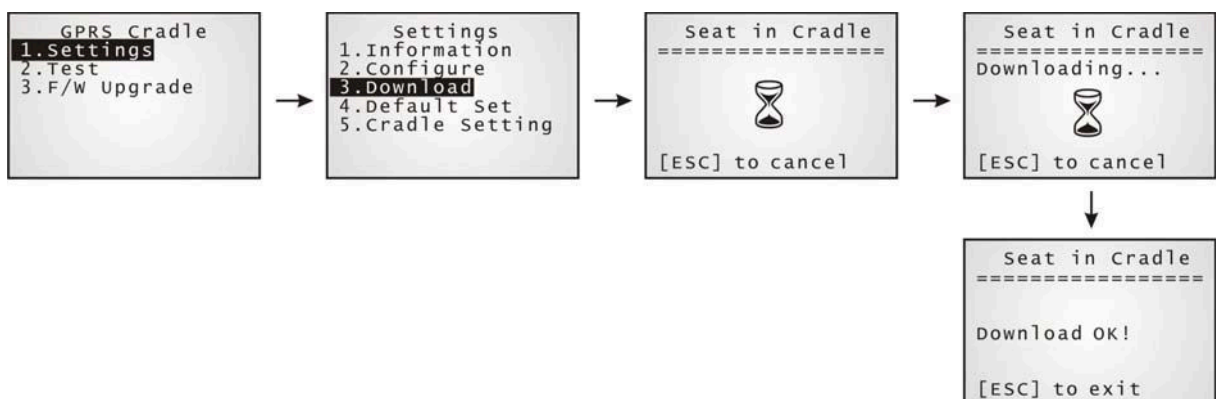 GPRS Cradle
1.Settings
2.Test
3.F/W Upgrade
Settings
1.Information
2.Configure
3.Download
4.Default Set
5.Cradle Setting
Seat in Cradle
=================
[ESC] to cancel
Seat in Cradle
=================
Downloading...
[ESC] to cancel
Seat in Cradle
=================
Download OK!
[ESC] to exit